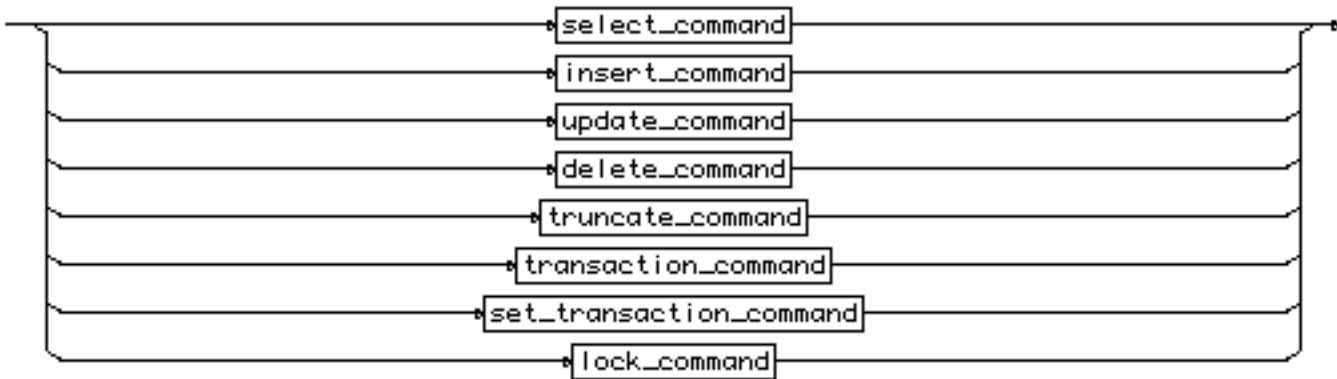 select_command
insert_command
update_command
delete_command
truncate_command
transaction_command
set_transaction_command
lock_command